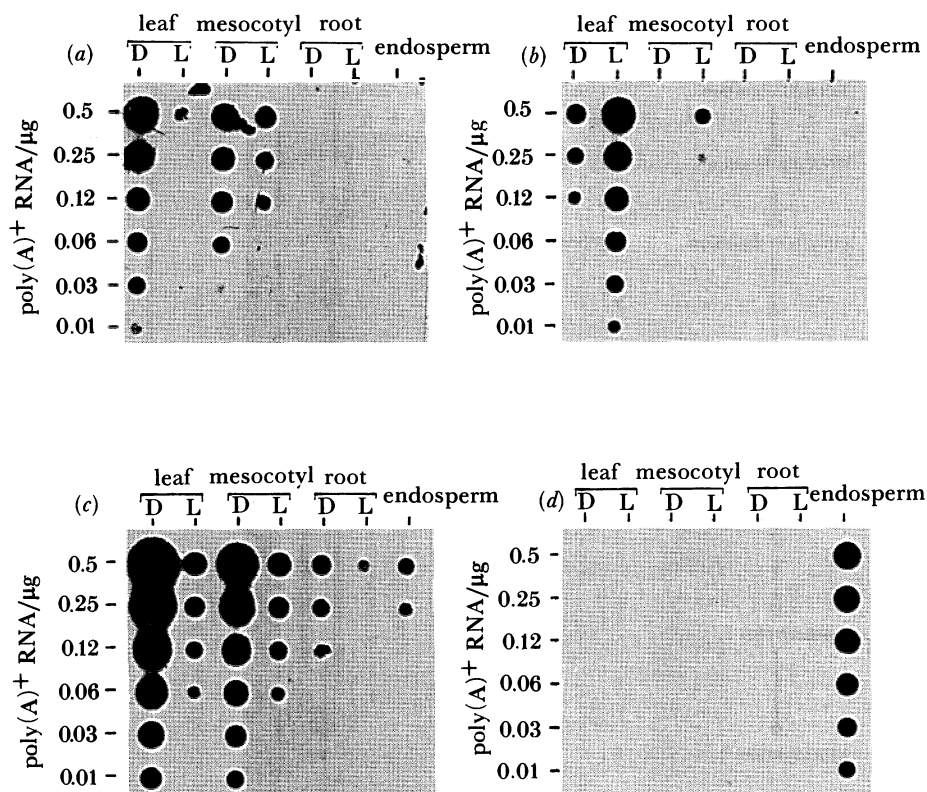 (a)
leaf mesocotyl root
D L D L D L endosperm
poly(A)+ RNA/μg
0.5
0.25
0.12
0.06
0.03
0.01
(b)
leaf mesocotyl root
D L D L D L endosperm
poly(A)+ RNA/μg
0.5
0.25
0.12
0.06
0.03
0.01
(c)
leaf mesocotyl root
D L D L D L endosperm
poly(A)+ RNA/μg
0.5
0.25
0.12
0.06
0.03
0.01
(d)
leaf mesocotyl root
D L D L D L endosperm
poly(A)+ RNA/μg
0.5
0.25
0.12
0.06
0.03
0.01